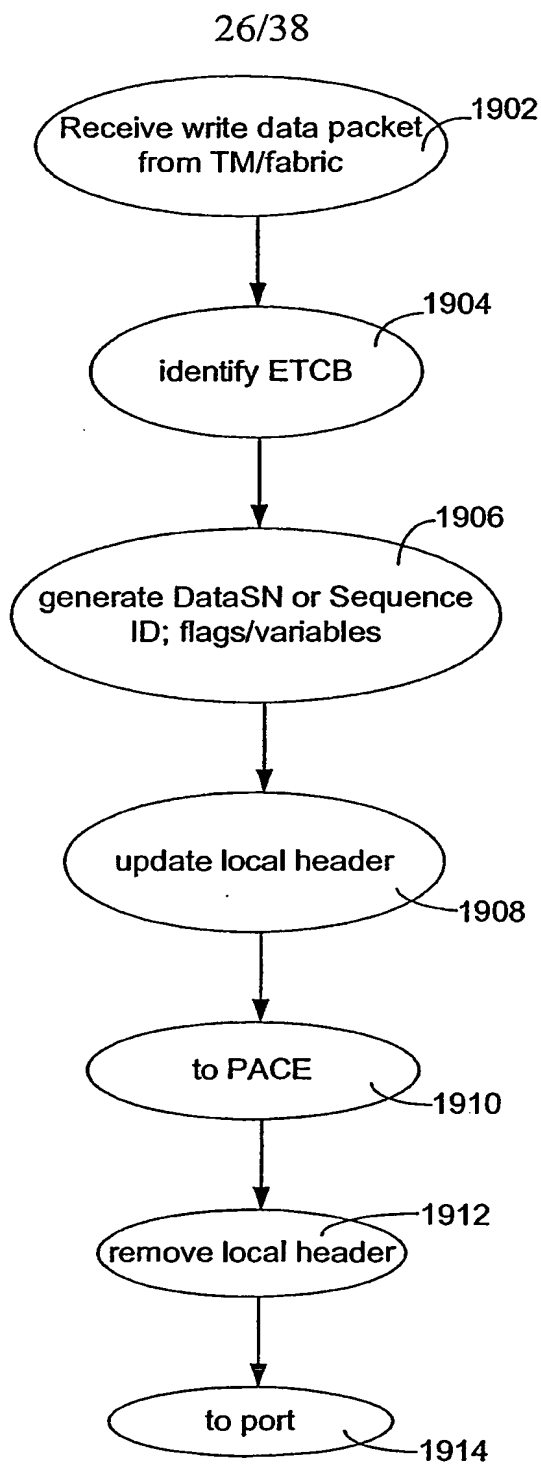 26/38
Receive write data packet
from TM/fabric
1902
identify ETCB
1904
generate DataSN or Sequence
ID; flags/variables
1906
update local header
1908
to PACE
1910
remove local header
1912
to port
1914